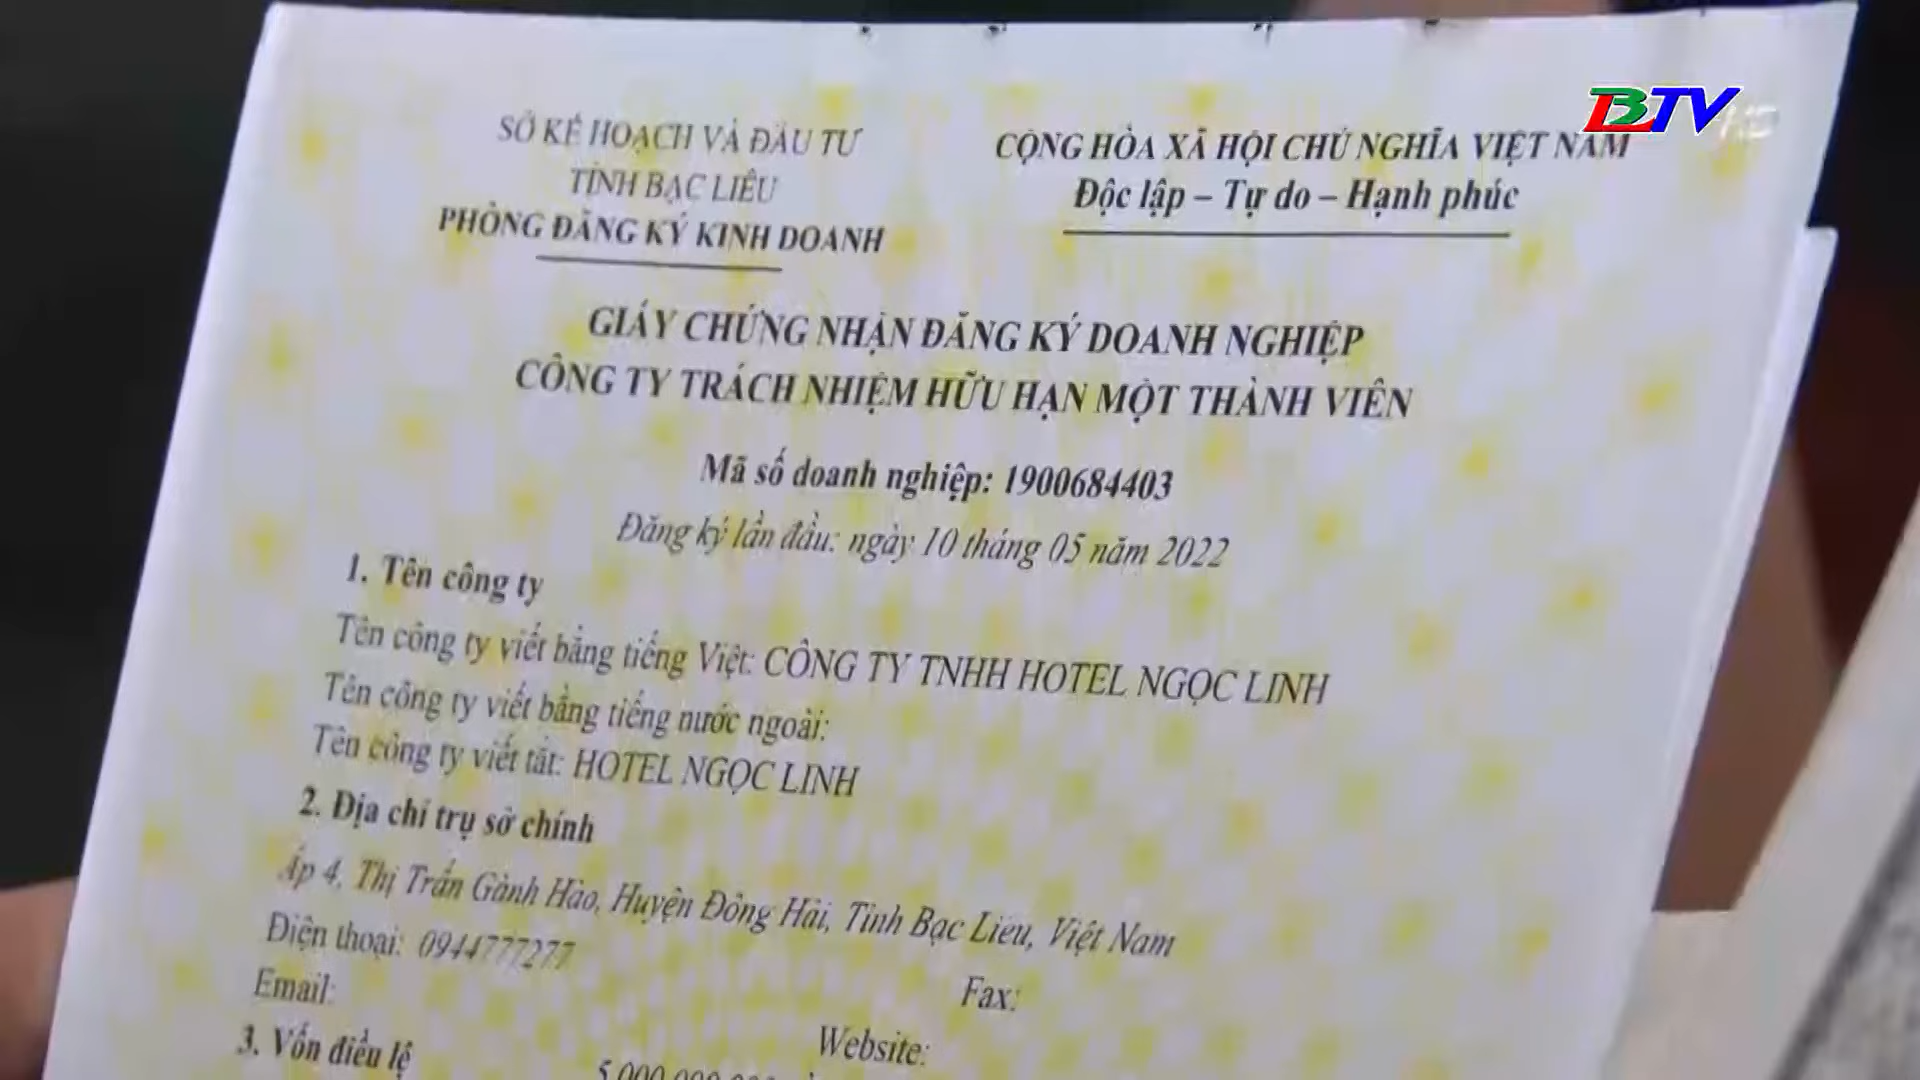 BTV HD
SỞ KẾ HOẠCH VÀ ĐẦU TƯ
TỈNH BẠC LIÊU
PHÒNG ĐĂNG KÝ KINH DOANH
CỘNG HÒA XÃ HỘI CHỦ NGHĨA VIỆT NAM
Độc lập – Tự do – Hạnh phúc
GIẤY CHỨNG NHẬN ĐĂNG KÝ DOANH NGHIỆP
CÔNG TY TRÁCH NHIỆM HỮU HẠN MỘT THÀNH VIÊN
Mã số doanh nghiệp: 1900684403
Đăng ký lần đầu: ngày 10 tháng 05 năm 2022
1. Tên công ty
Tên công ty viết bằng tiếng Việt: CÔNG TY TNHH HOTEL NGỌC LINH
Tên công ty viết bằng tiếng nước ngoài:
Tên công ty viết tắt: HOTEL NGỌC LINH
2. Địa chỉ trụ sở chính
Ấp 4, Thị Trấn Gành Hào, Huyện Đông Hải, Tỉnh Bạc Liêu, Việt Nam
Điện thoại: 0944777277
Fax:
Email:
Website:
3. Vốn điều lệ